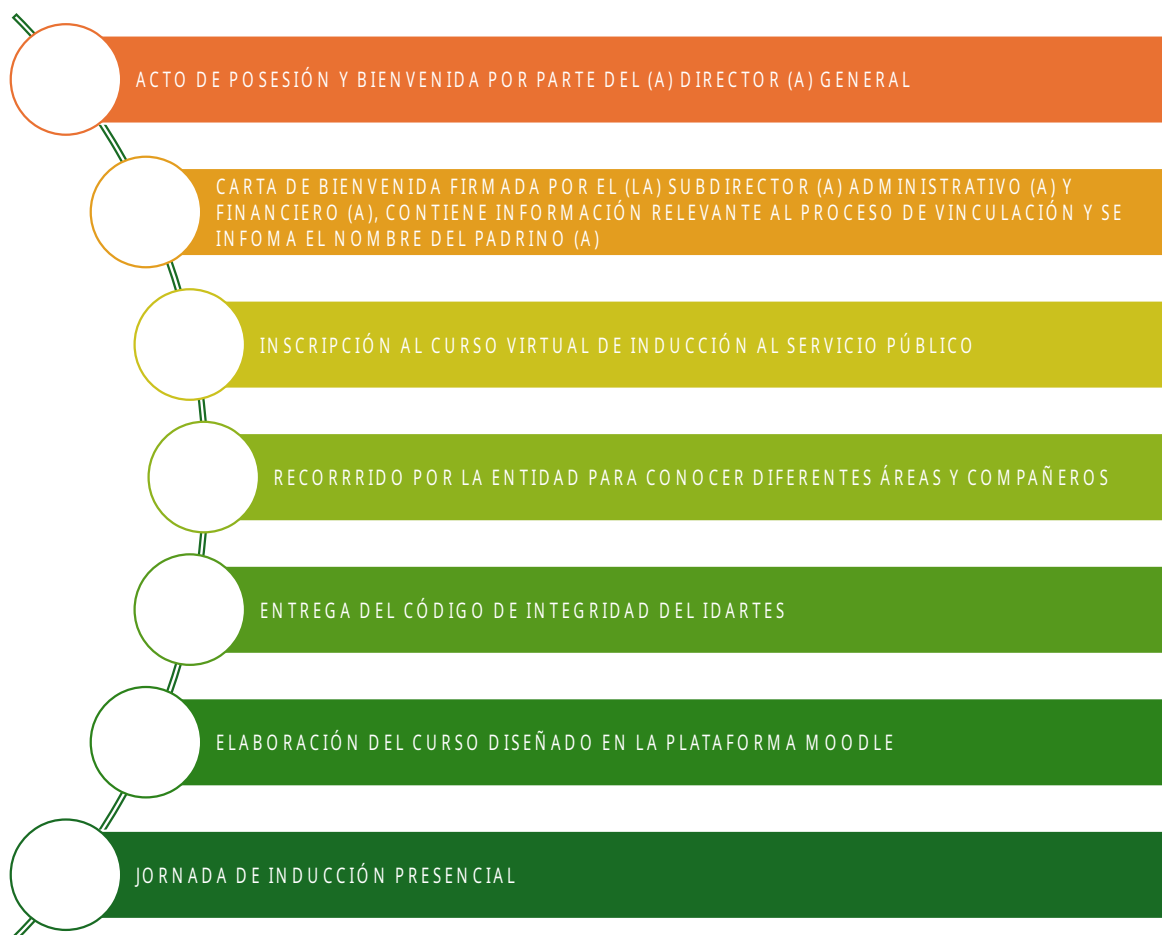 ACTO DE POSESIÓN Y BIENVENIDA POR PARTE DEL (A) DIRECTOR (A) GENERAL
CARTA DE BIENVENIDA FIRMADA POR EL (LA) SUBDIRECTOR (A) ADMINISTRATIVO (A) Y
FINANCIERO (A), CONTIENE INFORMACIÓN RELEVANTE AL PROCESO DE VINCULACIÓN Y SE
INFOMA EL NOMBRE DEL PADRINO (A)
INSCRIPCIÓN AL CURSO VIRTUAL DE INDUCCIÓN AL SERVICIO PÚBLICO
RECORRRIDO POR LA ENTIDAD PARA CONOCER DIFERENTES ÁREAS Y COMPAÑEROS
ENTREGA DEL CÓDIGO DE INTEGRIDAD DEL IDARTES
ELABORACIÓN DEL CURSO DISEÑADO EN LA PLATAFORMA MOODLE
JORNADA DE INDUCCIÓN PRESENCIAL